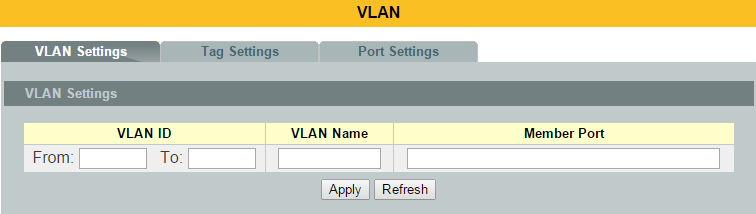 VLAN
VLAN Settings Tag Settings Port Settings
VLAN Settings
VLAN ID VLAN Name Member Port
From: To:
Apply Refresh